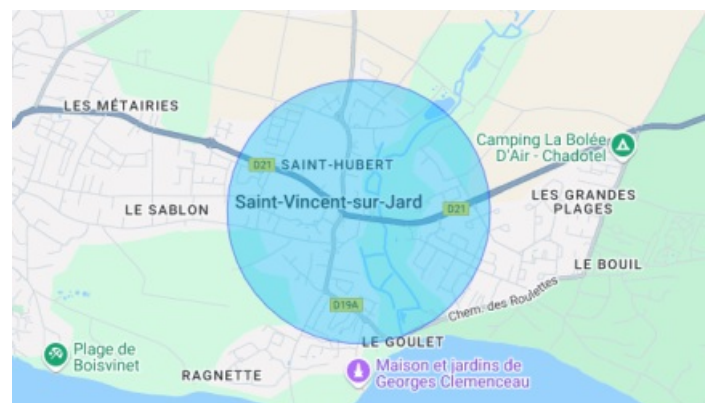 LES MÉTAIRIES
Camping La Bolée
D'Air - Chadotel
D21
SAINT-HUBERT
LES GRANDES
PLAGES
Saint-Vincent-sur-Jard
LE SABLON
D21
LE BOUIL
Chem. des Roulettes
D19A
LE GOULET
Plage de
Boisvinet
RAGNETTE
Maison et jardins de
Georges Clemenceau